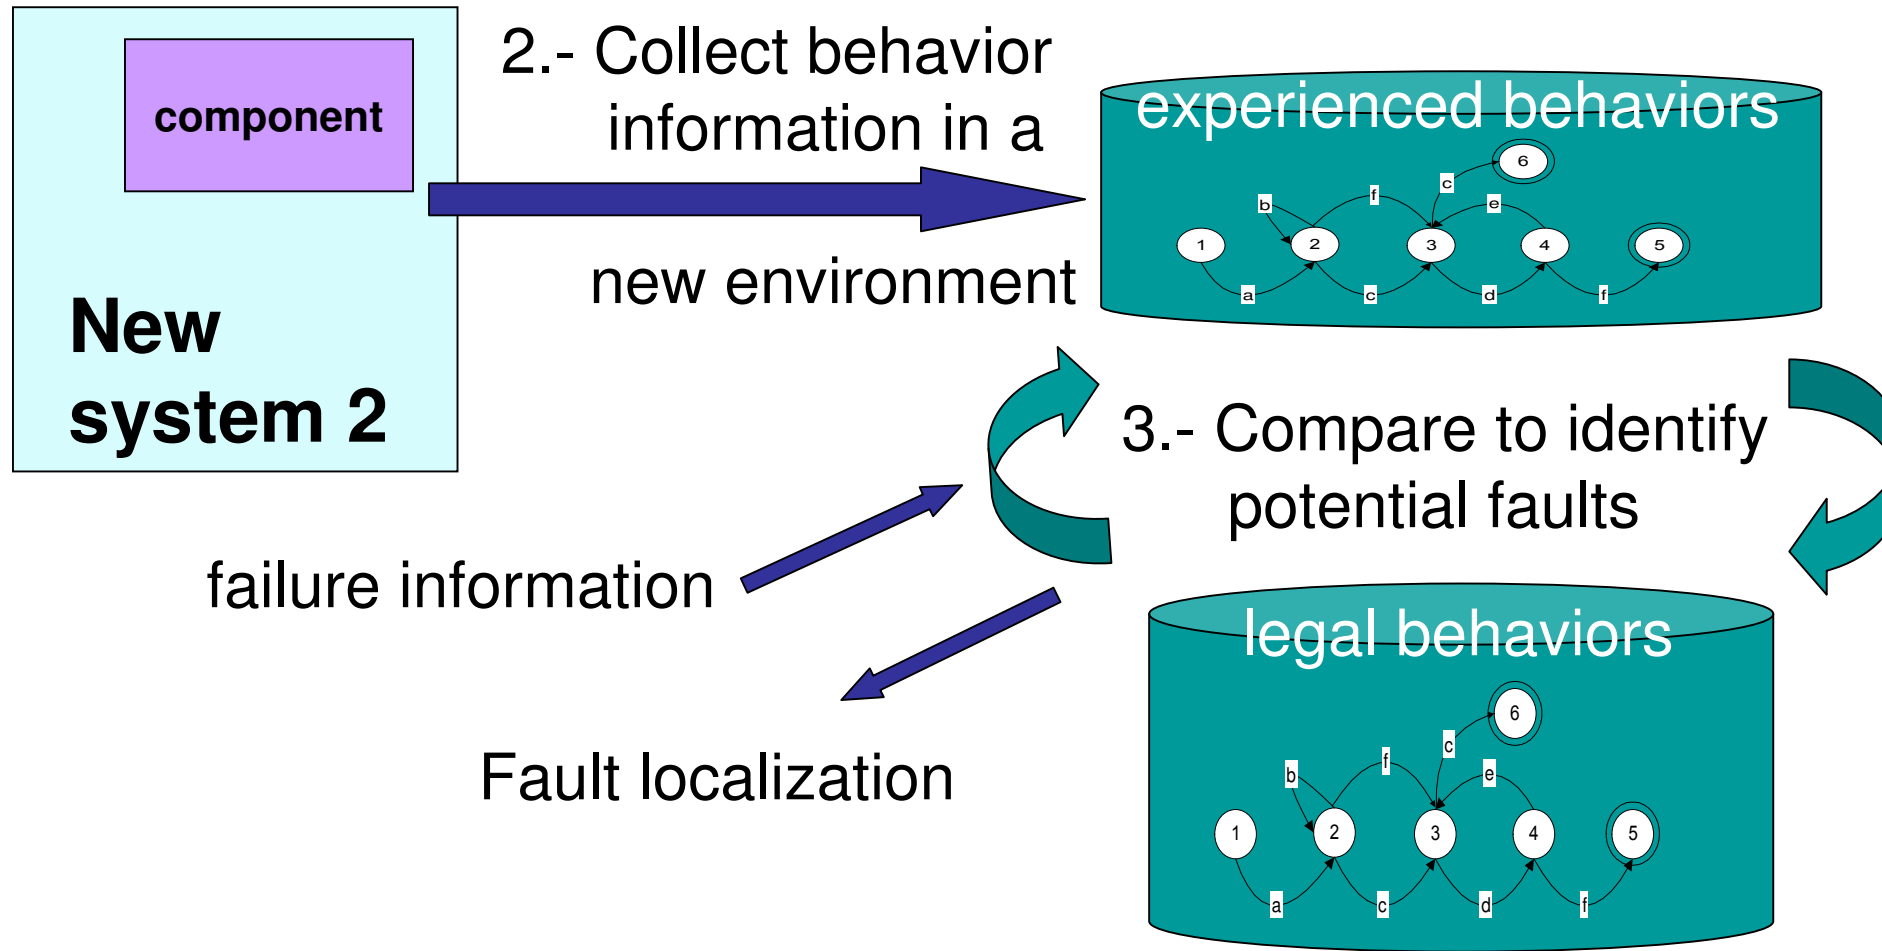 component
New
system 2
2.- Collect behavior
information in a
new environment
experienced behaviors
6
c
f
b
e
1
2
3
4
5
a
c
d
f
3.- Compare to identify
potential faults
failure information
Fault localization
legal behaviors
6
c
f
b
e
1
2
3
4
5
a
c
d
f